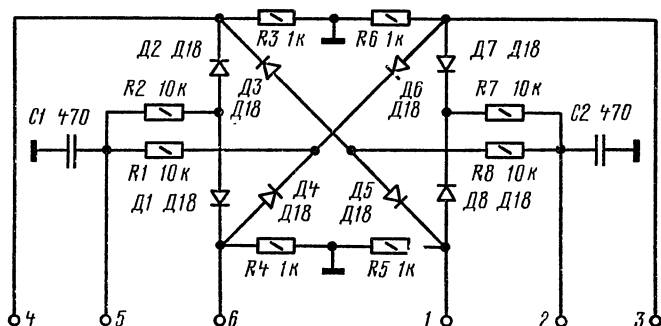 R3 1к R6 1к
Д2 Д18 Д7 Д18
Д3 Д6
R2 10к Д18 Д18 R7 10к
C1 470 C2 470
R1 10к R8 10к
Д1 Д18 Д4 Д5 Д8 Д18
Д18 Д18
R4 1к R5 1к
4 5 6 1 2 3